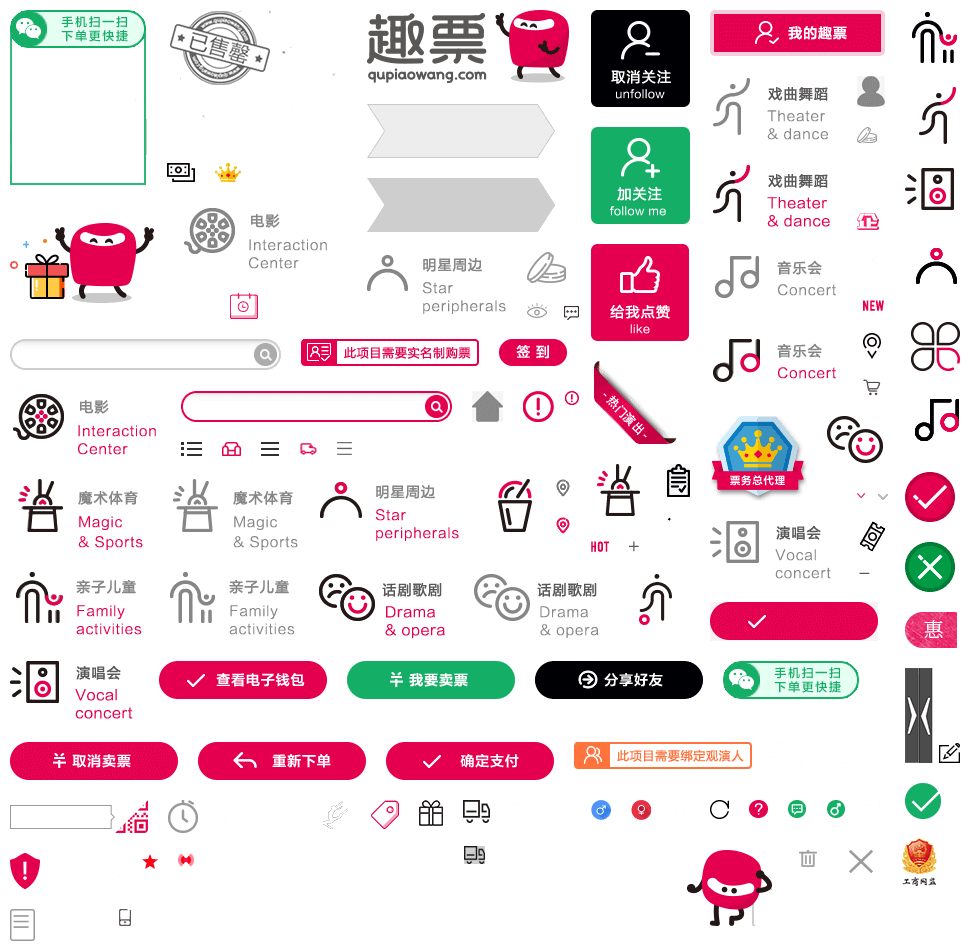 手机扫一扫
下单更快捷
已售罄
趣票
qupiaowang.com
取消关注
unfollow
我的趣票
戏曲舞蹈
Theater
& dance
加关注
follow me
戏曲舞蹈
Theater
& dance
电影
Interaction
Center
明星周边
Star
peripherals
给我点赞
like
音乐会
Concert
NEW
此项目需要实名制购票
签到
音乐会
Concert
电影
Interaction
Center
-热门演出-
票务总代理
魔术体育
Magic
& Sports
魔术体育
Magic
& Sports
明星周边
Star
peripherals
HOT
演唱会
Vocal
concert
亲子儿童
Family
activities
亲子儿童
Family
activities
话剧歌剧
Drama
& opera
话剧歌剧
Drama
& opera
惠
演唱会
Vocal
concert
查看电子钱包
我要卖票
分享好友
手机扫一扫
下单更快捷
取消卖票
重新下单
确定支付
此项目需要绑定观演人
工商网监